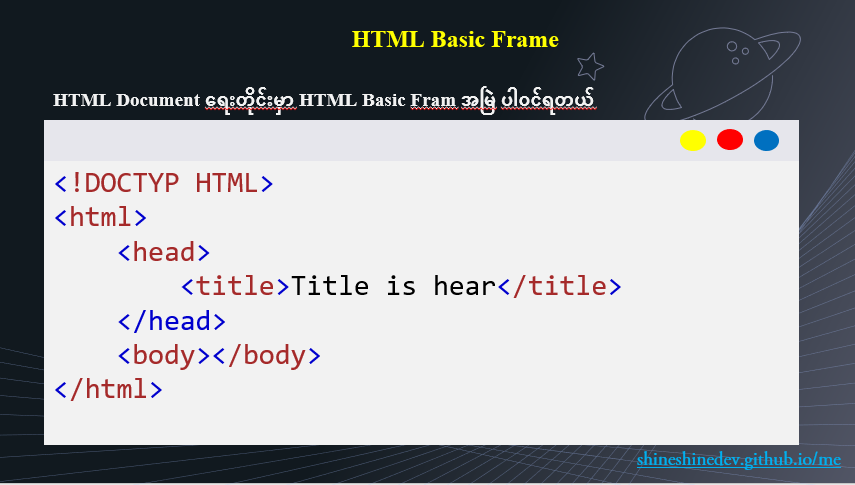 HTML Basic Frame
HTML Document ရေးတိုင်းမှာ HTML Basic Fram အမြဲ ပါဝင်ရတယ်
<!DOCTYP HTML>
<html>
    <head>
        <title>Title is hear</title>
    </head>
    <body></body>
</html>
shineshinedev.github.io/me